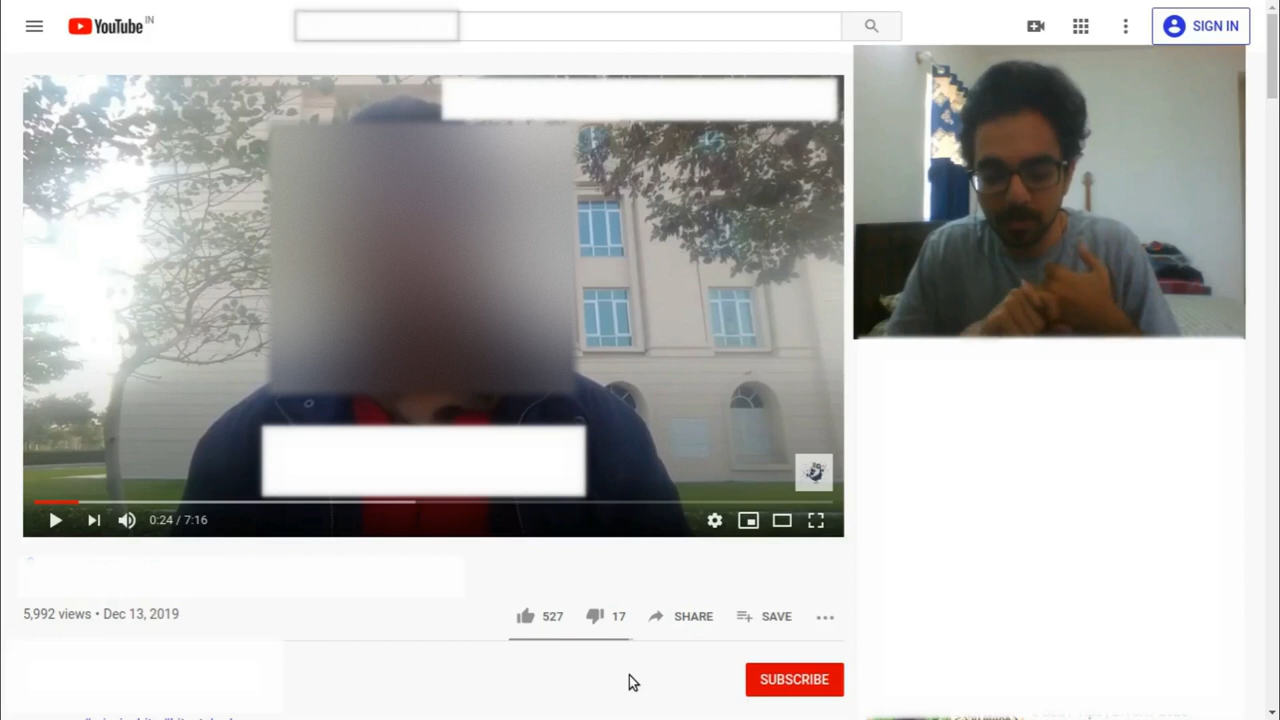 YouTube IN
SIGN IN
0:24 / 7:16
5,992 views • Dec 13, 2019
527
17
SHARE
SAVE
SUBSCRIBE